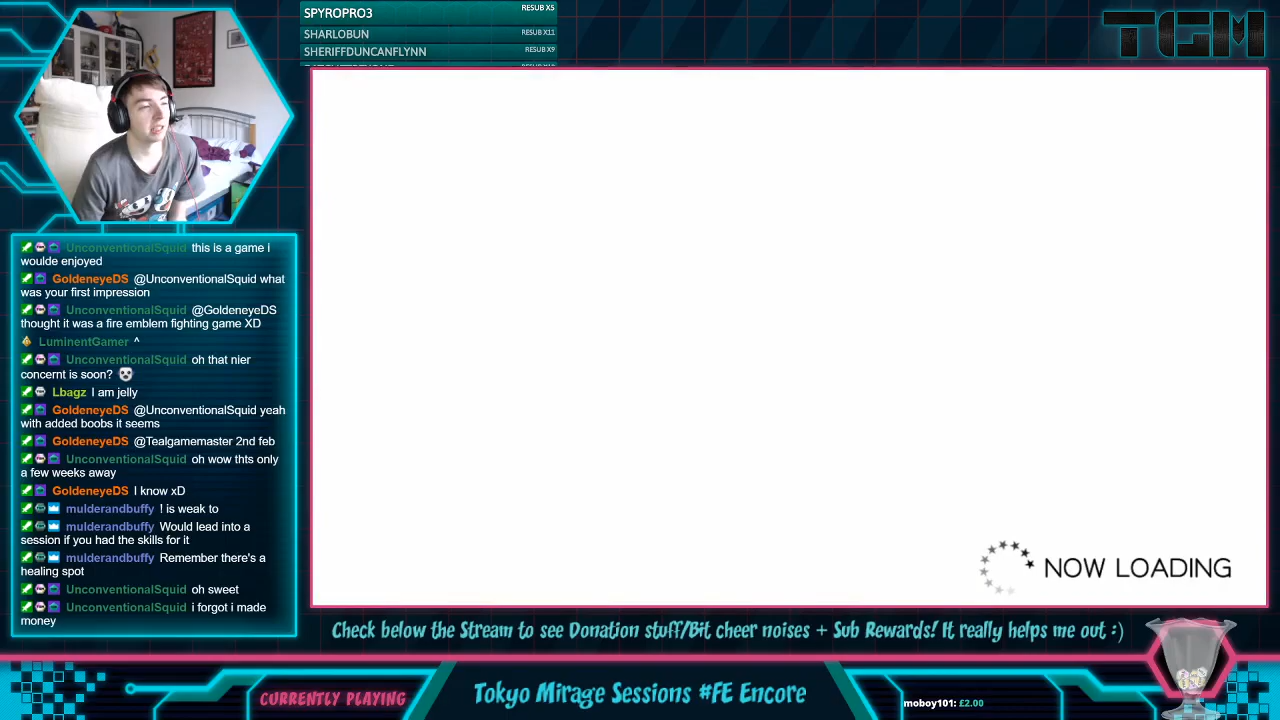 SPYROPRO3 RESUB X5
SHARLOBUN RESUB X11
SHERIFFDUNCANFLYNN RESUB X9
TGM
UnconventionalSquid this is a game i
woulde enjoyed
GoldeneyeDS @UnconventionalSquid what
was your first impression
UnconventionalSquid @GoldeneyeDS
thought it was a fire emblem fighting game XD
LuminentGamer ^
UnconventionalSquid oh that nier
concernt is soon?
Lbagz I am jelly
GoldeneyeDS @UnconventionalSquid yeah
with added boobs it seems
GoldeneyeDS @Tealgamemaster 2nd feb
UnconventionalSquid oh wow thts only
a few weeks away
GoldeneyeDS I know xD
mulderandbuffy ! is weak to
mulderandbuffy Would lead into a
session if you had the skills for it
mulderandbuffy Remember there's a
healing spot
UnconventionalSquid oh sweet
UnconventionalSquid i forgot i made
money
NOW LOADING
Check below the Stream to see Donation stuff/Bit cheer noises + Sub Rewards! It really helps me out :)
CURRENTLY PLAYING
Tokyo Mirage Sessions #FE Encore
moboy101: £2.00